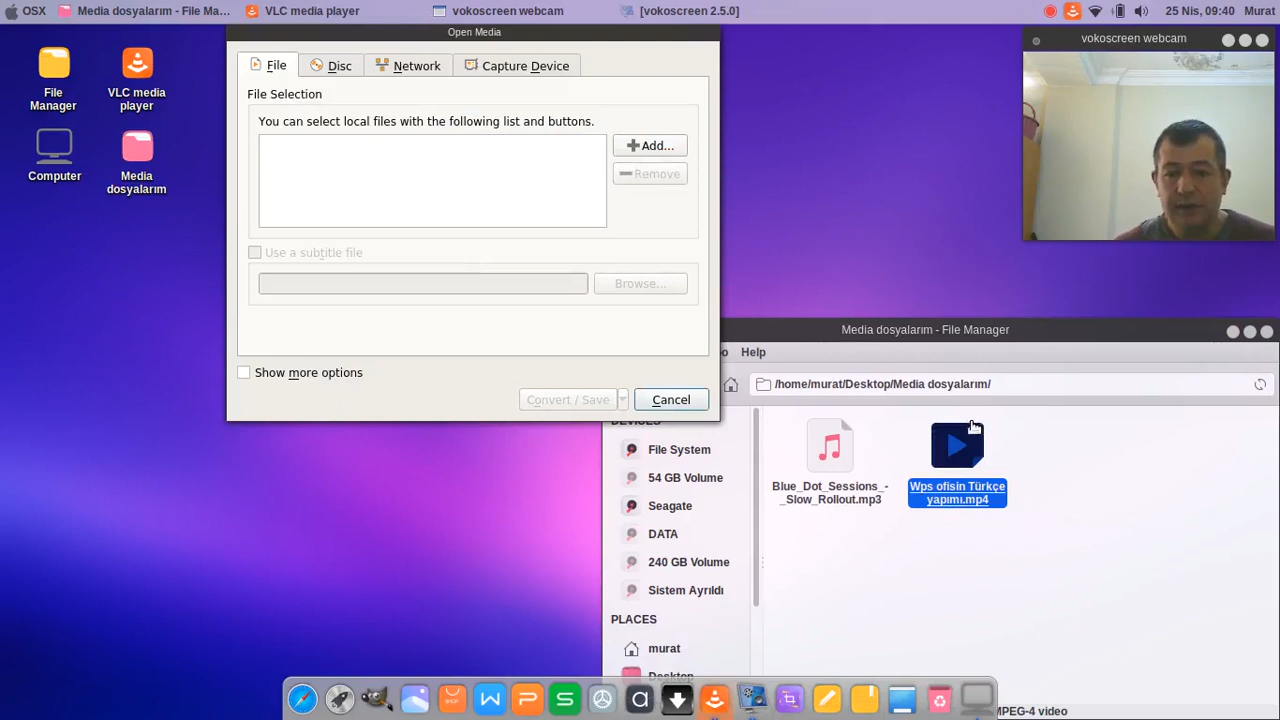 OSX
Media dosyalarım - File Ma...
VLC media player
vokoscreen webcam
[vokoscreen 2.5.0]
25 Nis, 09:40
Murat
File
Manager
VLC media
player
Computer
Media
dosyalarım
Open Media
File
Disc
Network
Capture Device
File Selection
You can select local files with the following list and buttons.
Add...
Remove
Use a subtitle file
Browse...
Show more options
Convert / Save
Cancel
vokoscreen webcam
Media dosyalarım - File Manager
Help
/home/murat/Desktop/Media dosyalarım/
DEVICES
File System
54 GB Volume
Seagate
DATA
240 GB Volume
Sistem Ayrıldı
PLACES
murat
Desktop
Blue_Dot_Sessions_-
_Slow_Rollout.mp3
Wps ofisin Türkçe
yapımı.mp4
MPEG-4 video